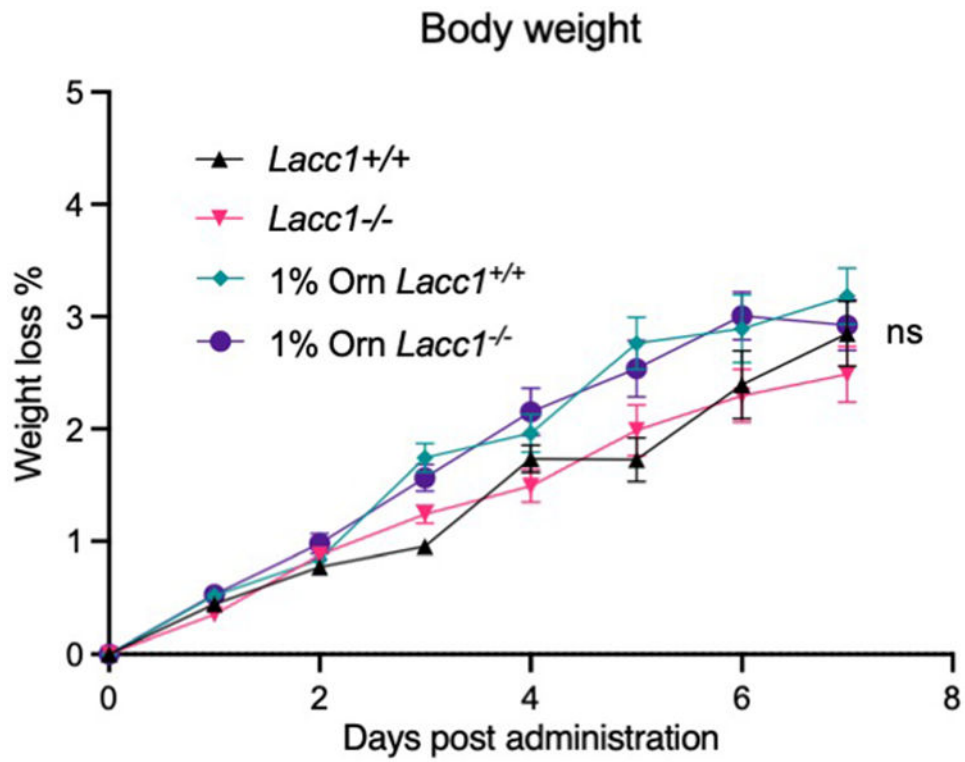 Body weight
5
4
3
2
1
0
Weight loss %
Lacc1+/+
Lacc1-/-
1% Orn Lacc1+/+
1% Orn Lacc1-/-
ns
0 2 4 6 8
Days post administration